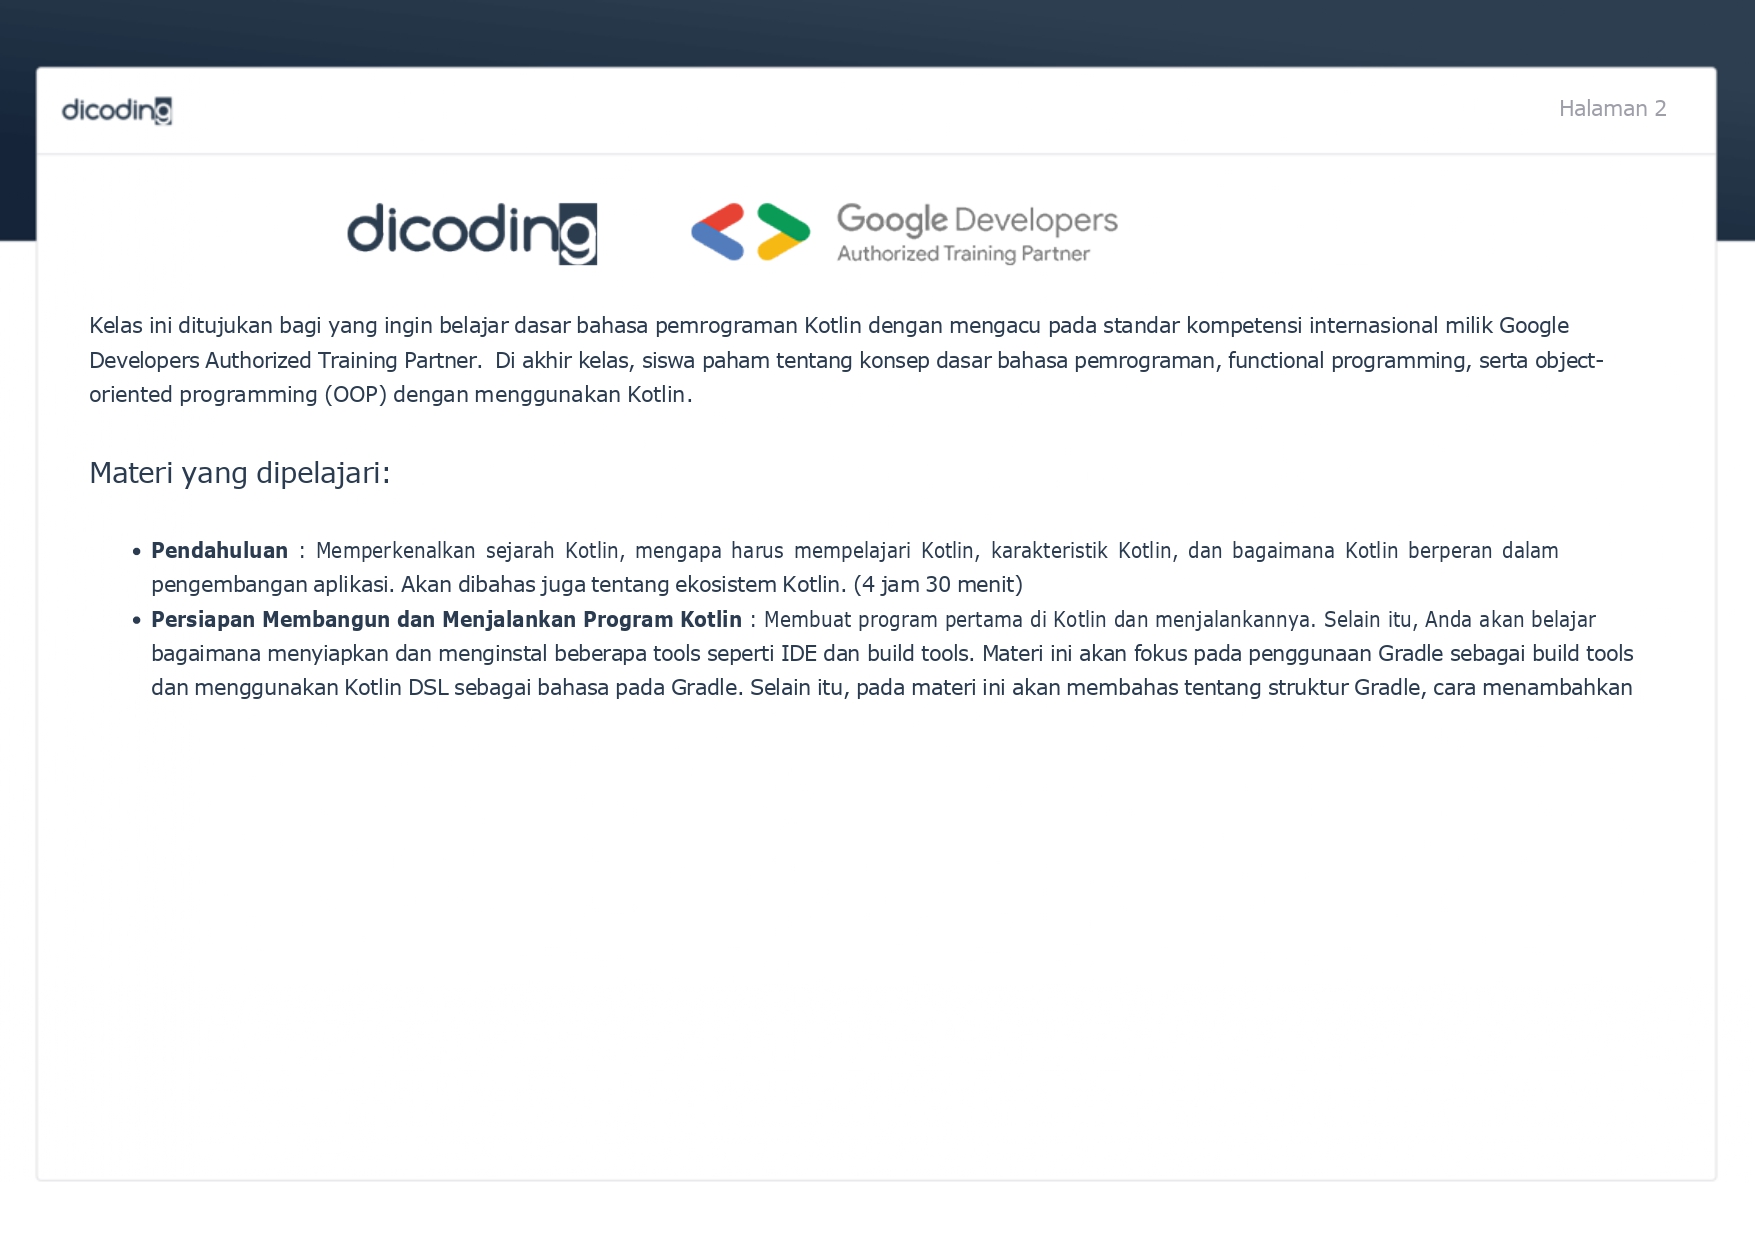 dicoding
Halaman 2
dicoding
Google Developers
Authorized Training Partner
Kelas ini ditujukan bagi yang ingin belajar dasar bahasa pemrograman Kotlin dengan mengacu pada standar kompetensi internasional milik Google
Developers Authorized Training Partner.  Di akhir kelas, siswa paham tentang konsep dasar bahasa pemrograman, functional programming, serta object-
oriented programming (OOP) dengan menggunakan Kotlin.
Materi yang dipelajari:
• Pendahuluan : Memperkenalkan sejarah Kotlin, mengapa harus mempelajari Kotlin, karakteristik Kotlin, dan bagaimana Kotlin berperan dalam
pengembangan aplikasi. Akan dibahas juga tentang ekosistem Kotlin. (4 jam 30 menit)
• Persiapan Membangun dan Menjalankan Program Kotlin : Membuat program pertama di Kotlin dan menjalankannya. Selain itu, Anda akan belajar
bagaimana menyiapkan dan menginstal beberapa tools seperti IDE dan build tools. Materi ini akan fokus pada penggunaan Gradle sebagai build tools
dan menggunakan Kotlin DSL sebagai bahasa pada Gradle. Selain itu, pada materi ini akan membahas tentang struktur Gradle, cara menambahkan